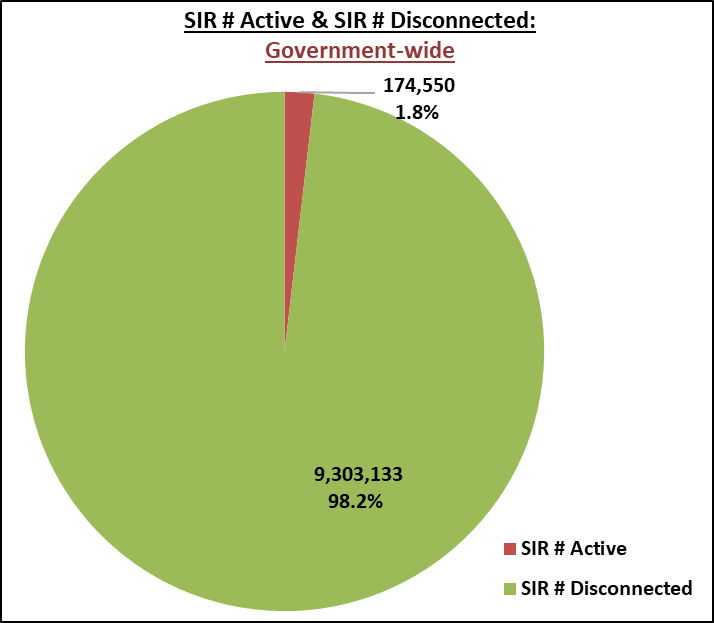 SIR # Active & SIR # Disconnected:
Government-wide
174,550
1.8%
9,303,133
98.2%
SIR # Active
SIR # Disconnected